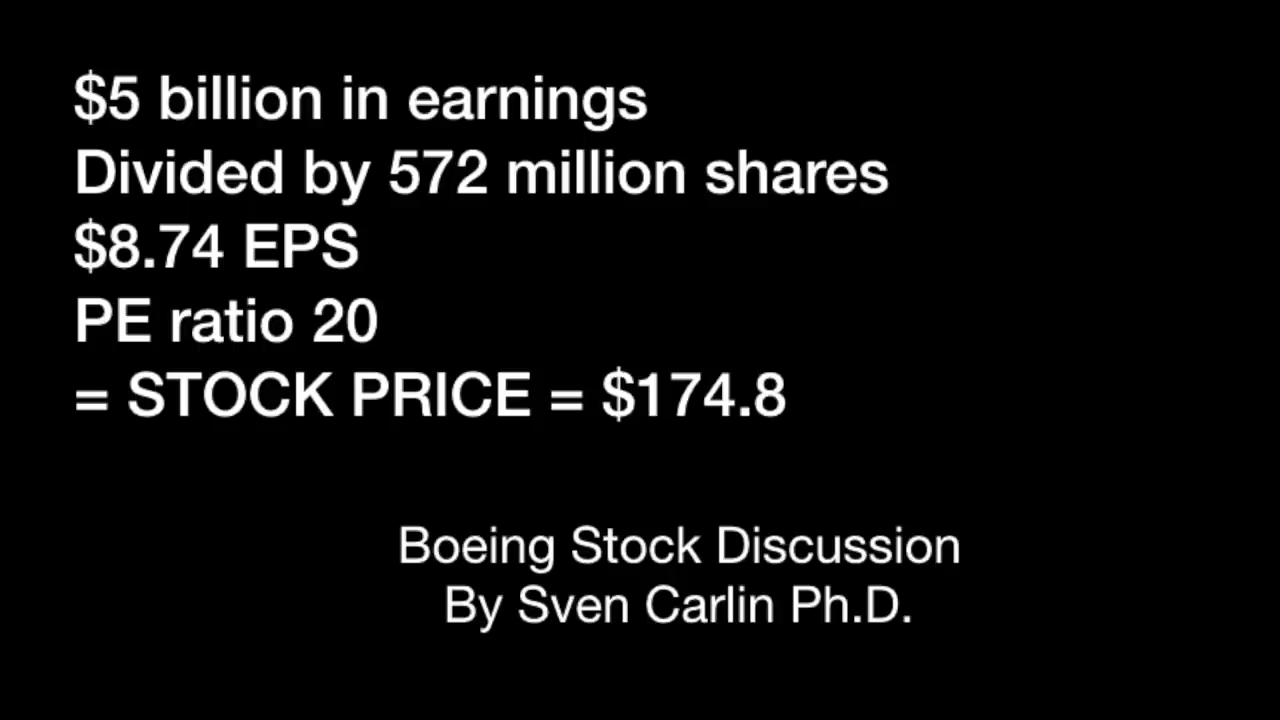 $5 billion in earnings
Divided by 572 million shares
$8.74 EPS
PE ratio 20
= STOCK PRICE = $174.8
Boeing Stock Discussion
By Sven Carlin Ph.D.